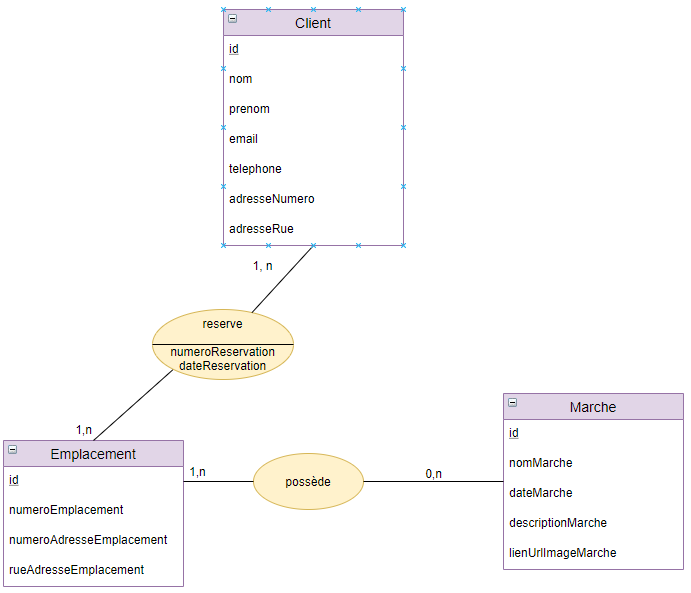 Client
id
nom
prenom
email
telephone
adresseNumero
adresseRue
1, n
reserve
numeroReservation
dateReservation
1,n
Emplacement
id
numeroEmplacement
numeroAdresseEmplacement
rueAdresseEmplacement
1,n
possède
0,n
Marche
id
nomMarche
dateMarche
descriptionMarche
lienUrlImageMarche